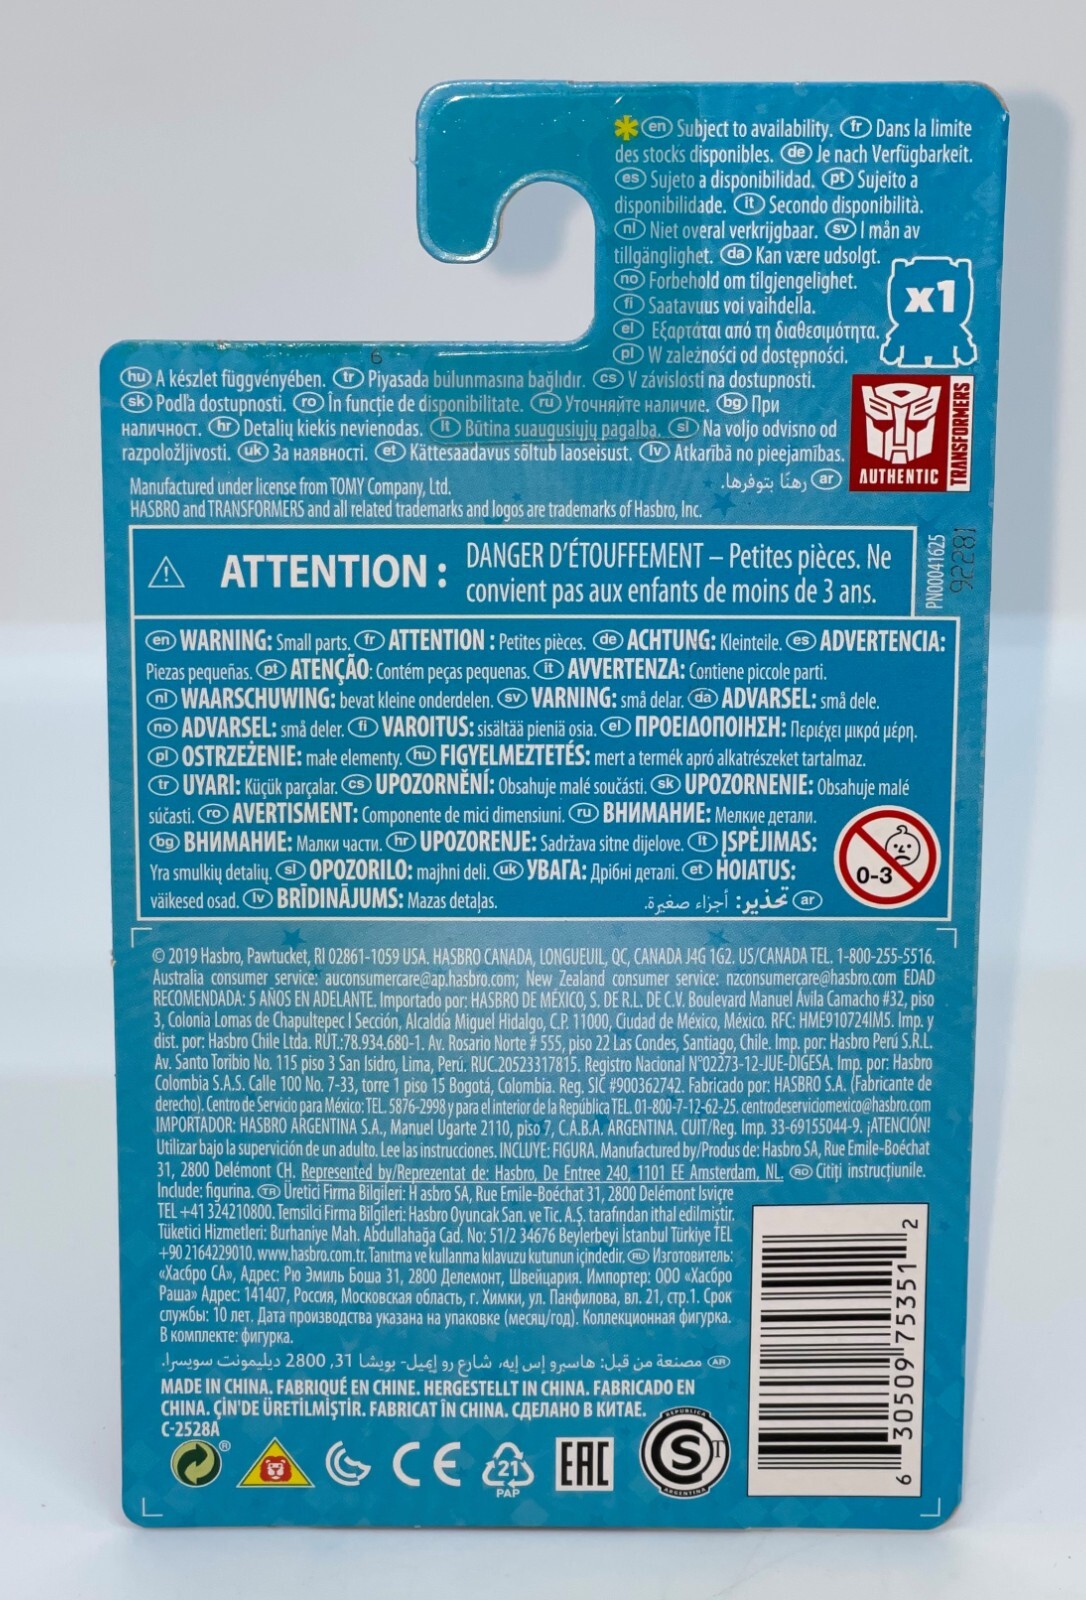 * en Subject to availability. fr Dans la limite
des stocks disponibles. de Je nach Verfügbarkeit.
es Sujeto a disponibilidad. pt Sujeito a
disponibilidade. it Secondo disponibilità.
nl Niet overal verkrijgbaar. sv I mån av
tillgänglighet. da Kan være udsolgt.
no Forbehold om tilgjengelighet.
fi Saatavuus voi vaihdella.
el Εξαρτάται από τη διαθεσιμότητα.
pl W zależności od dostępności.
x1
6
hu A készlet függvényében. tr Piyasada bulunmasına bağlıdır. cs V závislosti na dostupnosti.
sk Podľa dostupnosti. ro În funcție de disponibilitate. ru Уточняйте наличие. bg При
наличност. hr Detalių kiekis nevienodas. lt Būtina suaugusiųjų pagalba. sl Na voljo odvisno od
razpoložljivosti. uk За наявності. et Kättesaadavus sõltub laoseisust. lv Atkarībā no pieejamības.
ar رهنًا بتوفرها.
AUTHENTIC
TRANSFORMERS
Manufactured under license from TOMY Company, Ltd.
HASBRO and TRANSFORMERS and all related trademarks and logos are trademarks of Hasbro, Inc.
ATTENTION : DANGER D'ÉTOUFFEMENT – Petites pièces. Ne
convient pas aux enfants de moins de 3 ans.
PN00041625
92281
en WARNING: Small parts. fr ATTENTION : Petites pièces. de ACHTUNG: Kleinteile. es ADVERTENCIA:
Piezas pequeñas. pt ATENÇÃO: Contém peças pequenas. it AVVERTENZA: Contiene piccole parti.
nl WAARSCHUWING: bevat kleine onderdelen. sv VARNING: små delar. da ADVARSEL: små dele.
no ADVARSEL: små deler. fi VAROITUS: sisältää pieniä osia. el ΠΡΟΕΙΔΟΠΟΙΗΣΗ: Περιέχει μικρά μέρη.
pl OSTRZEŻENIE: małe elementy. hu FIGYELMEZTETÉS: mert a termék apró alkatrészeket tartalmaz.
tr UYARI: Küçük parçalar. cs UPOZORNĚNÍ: Obsahuje malé součásti. sk UPOZORNENIE: Obsahuje malé
súčasti. ro AVERTISMENT: Componente de mici dimensiuni. ru ВНИМАНИЕ: Мелкие детали.
bg ВНИМАНИЕ: Малки части. hr UPOZORENJE: Sadržava sitne dijelove. lt ĮSPĖJIMAS:
Yra smulkių detalių. sl OPOZORILO: majhni deli. uk УВАГА: Дрібні деталі. et HOIATUS:
väikesed osad. lv BRĪDINĀJUMS: Mazas detaļas. ar تحذير: أجزاء صغيرة.
0-3
© 2019 Hasbro, Pawtucket, RI 02861-1059 USA. HASBRO CANADA, LONGUEUIL, QC, CANADA J4G 1G2. US/CANADA TEL. 1-800-255-5516.
Australia consumer service: auconsumercare@ap.hasbro.com; New Zealand consumer service: nzconsumercare@hasbro.com EDAD
RECOMENDADA: 5 AÑOS EN ADELANTE. Importado por: HASBRO DE MÉXICO, S. DE R.L. DE C.V. Boulevard Manuel Ávila Camacho #32, piso
3, Colonia Lomas de Chapultepec I Sección, Alcaldía Miguel Hidalgo, C.P. 11000, Ciudad de México, México. RFC: HME910724IM5. Imp. y
dist. por: Hasbro Chile Ltda. RUT.:78.934.680-1. Av. Rosario Norte # 555, piso 22 Las Condes, Santiago, Chile. Imp. por: Hasbro Perú S.R.L.
Av. Santo Toribio No. 115 piso 3 San Isidro, Lima, Perú. RUC.20523317815. Registro Nacional N°02273-12-JUE-DIGESA. Imp. por: Hasbro
Colombia S.A.S. Calle 100 No. 7-33, torre 1 piso 15 Bogotá, Colombia. Reg. SIC #900362742. Fabricado por: HASBRO S.A. (Fabricante de
derecho). Centro de Servicio para México: TEL. 5876-2998 y para el interior de la República TEL. 01-800-7-12-62-25. centrodeserviciomexico@hasbro.com
IMPORTADOR: HASBRO ARGENTINA S.A., Manuel Ugarte 2110, piso 7, C.A.B.A. ARGENTINA. CUIT/Reg. Imp. 33-69155044-9. ¡ATENCIÓN!
Utilizar bajo la supervisión de un adulto. Lee las instrucciones. INCLUYE: FIGURA. Manufactured by/Produs de: Hasbro SA, Rue Emile-Boéchat
31, 2800 Delémont CH. Represented by/Reprezentat de: Hasbro, De Entree 240, 1101 EE Amsterdam, NL. RO Citiți instrucțiunile.
Include: figurina. TR Üretici Firma Bilgileri: H asbro SA, Rue Emile-Boéchat 31, 2800 Delémont İsviçre
TEL +41 324210800. Temsilci Firma Bilgileri: Hasbro Oyuncak San. ve Tic. A.Ş. tarafından ithal edilmiştir.
Tüketici Hizmetleri: Burhaniye Mah. Abdullahağa Cad. No: 51/2 34676 Beylerbeyi İstanbul Türkiye TEL
+90 2164229010. www.hasbro.com.tr. Tanıtma ve kullanma kılavuzu kutunun içindedir. RU Изготовитель:
«Хасбро СА», Адрес: Рю Эмиль Боша 31, 2800 Делемонт, Швейцария. Импортер: ООО «Хасбро
Раша» Адрес: 141407, Россия, Московская область, г. Химки, ул. Панфилова, вл. 21, стр.1. Срок
службы: 10 лет. Дата производства указана на упаковке (месяц/год). Коллекционная фигурка.
В комплекте: фигурка.
AR مصنعة من قبل: هاسبرو إس إيه، شارع رو إيميل- بويشا 31, 2800 ديليمونت سويسرا.
MADE IN CHINA. FABRIQUÉ EN CHINE. HERGESTELLT IN CHINA. FABRICADO EN
CHINA. ÇİN'DE ÜRETİLMİŞTİR. FABRICAT ÎN CHINA. СДЕЛАНО В КИТАЕ.
C-2528A
® CE 21 PAP EAC REPUBLICA CST ARGENTINA
6 30509 75351 2